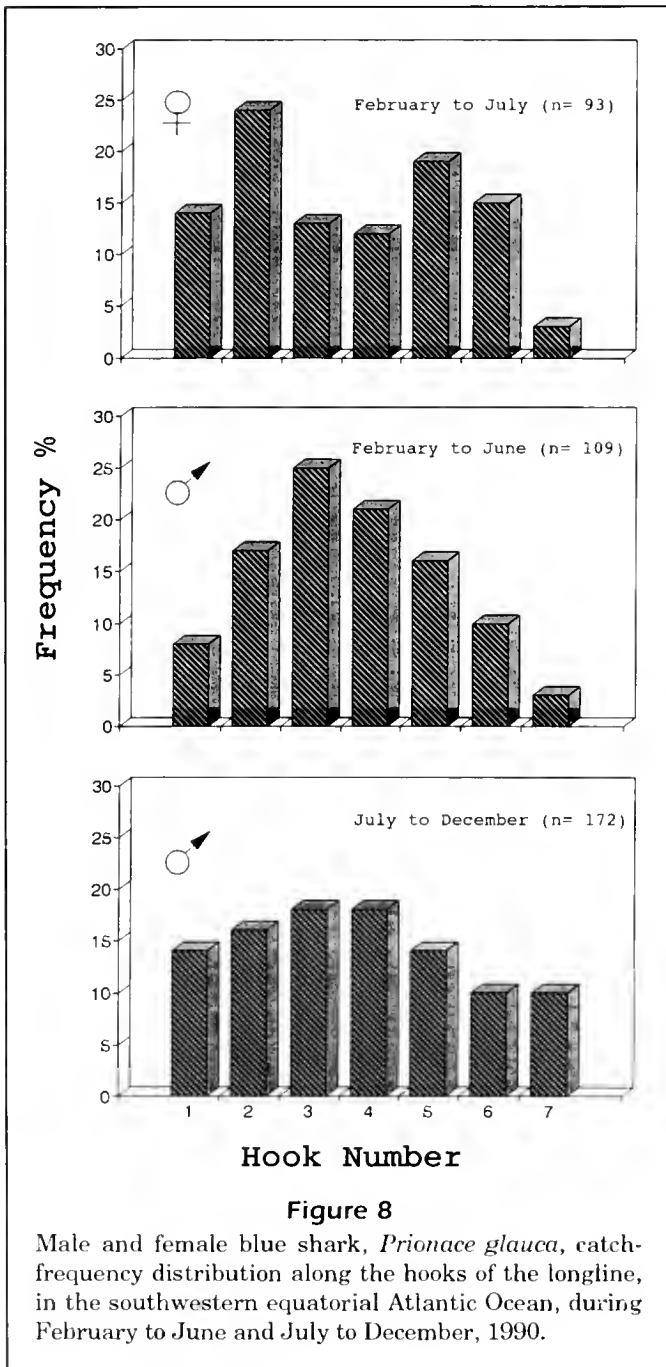 30
25
20
15
10
5
0
♀
February to July (n= 93)
30
25
20
15
10
5
0
♂
February to June (n= 109)
Frequency %
30
25
20
15
10
5
0
♂
July to December (n= 172)
1 2 3 4 5 6 7
Hook Number
Figure 8
Male and female blue shark, Prionace glauca, catch-
frequency distribution along the hooks of the longline,
in the southwestern equatorial Atlantic Ocean, during
February to June and July to December, 1990.